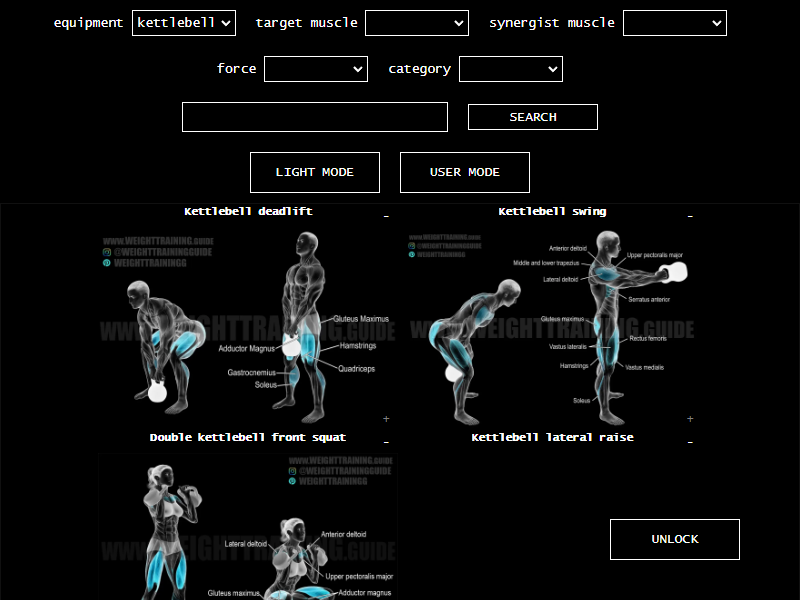 equipment kettlebell target muscle synergist muscle
force category
SEARCH
LIGHT MODE USER MODE
Kettlebell deadlift -
WWW.WEIGHTTRAINING.GUIDE
@WEIGHTTRAININGGUIDE
WEIGHTTRAININGG
WWW.WEIGHTTRAINING.GUIDE
Gluteus Maximus
Adductor Magnus
Hamstrings
Quadriceps
Gastrocnemius
Soleus
+
Kettlebell swing -
WWW.WEIGHTTRAINING.GUIDE
@WEIGHTTRAININGGUIDE
WEIGHTTRAININGG
WWW.WEIGHTTRAINING.GUIDE
Anterior deltoid
Upper pectoralis major
Middle and lower trapezius
Lateral deltoid
Serratus anterior
Gluteus maximus
Rectus femoris
Vastus lateralis
Hamstrings
Vastus medialis
Soleus
+
Double kettlebell front squat -
WWW.WEIGHTTRAINING.GUIDE
@WEIGHTTRAININGGUIDE
WEIGHTTRAININGG
WWW.WEIGHTTRAINING.GUIDE
Anterior deltoid
Lateral deltoid
Upper pectoralis major
Gluteus maximus
Adductor magnus
Kettlebell lateral raise -
UNLOCK